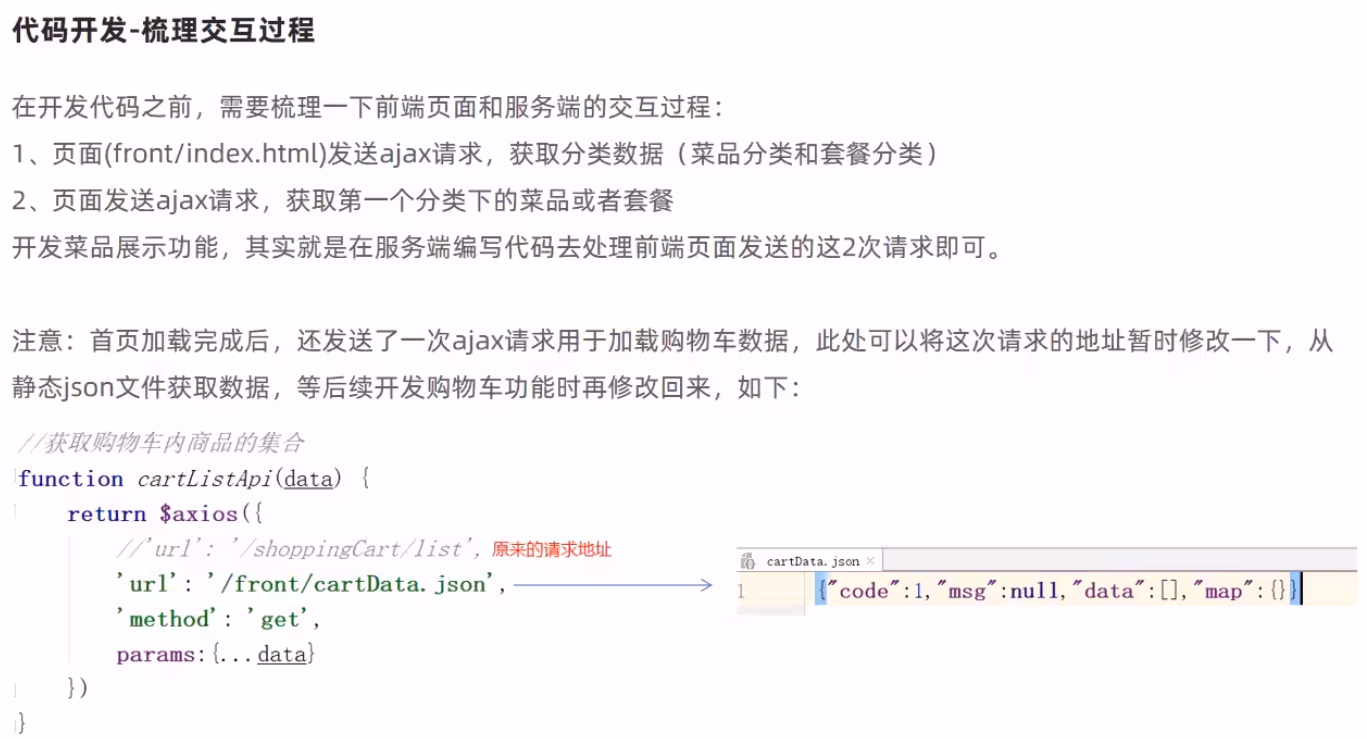 代码开发-梳理交互过程
在开发代码之前，需要梳理一下前端页面和服务端的交互过程：
1、页面(front/index.html)发送ajax请求，获取分类数据（菜品分类和套餐分类）
2、页面发送ajax请求，获取第一个分类下的菜品或者套餐
开发菜品展示功能，其实就是在服务端编写代码去处理前端页面发送的这2次请求即可。
注意：首页加载完成后，还发送了一次ajax请求用于加载购物车数据，此处可以将这次请求的地址暂时修改一下，从
静态json文件获取数据，等后续开发购物车功能时再修改回来，如下：
//获取购物车内商品的集合
function cartListApi(data) {
return $axios({
//'url': '/shoppingCart/list', 原来的请求地址
'url': '/front/cartData.json',
'method': 'get',
params:{...data}
})
}
cartData.json
1 {"code":1,"msg":null,"data":[],"map":{}}